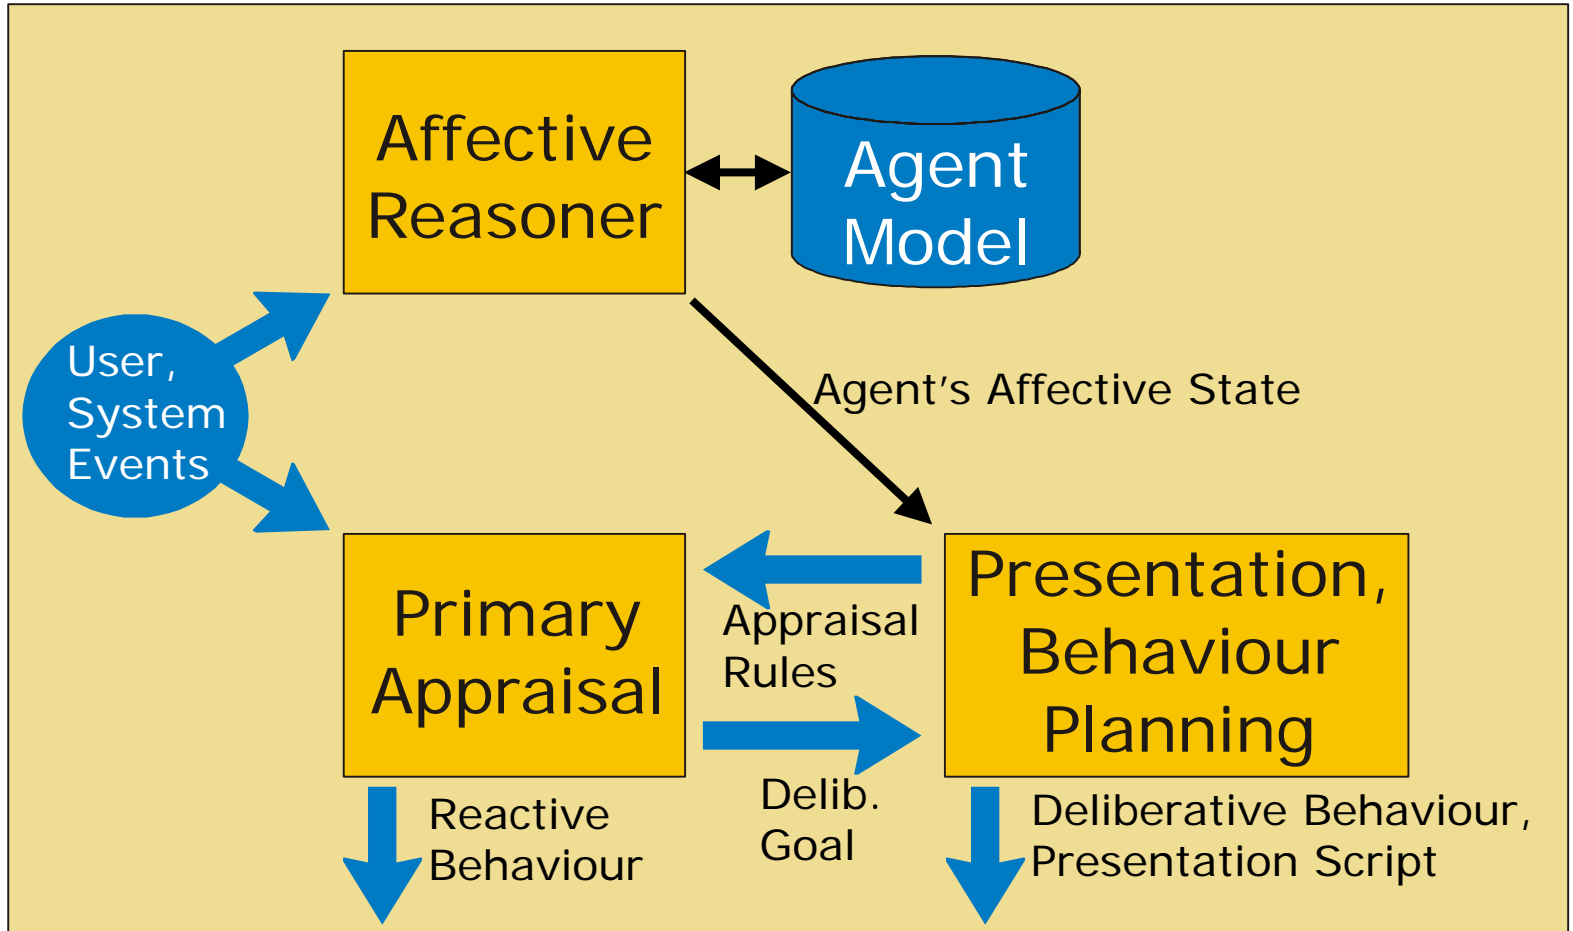 Affective
Reasoner
Agent
Model
User,
System
Events
Agent's Affective State
Primary
Appraisal
Appraisal
Rules
Presentation,
Behaviour
Planning
Delib.
Goal
Reactive
Behaviour
Deliberative Behaviour,
Presentation Script